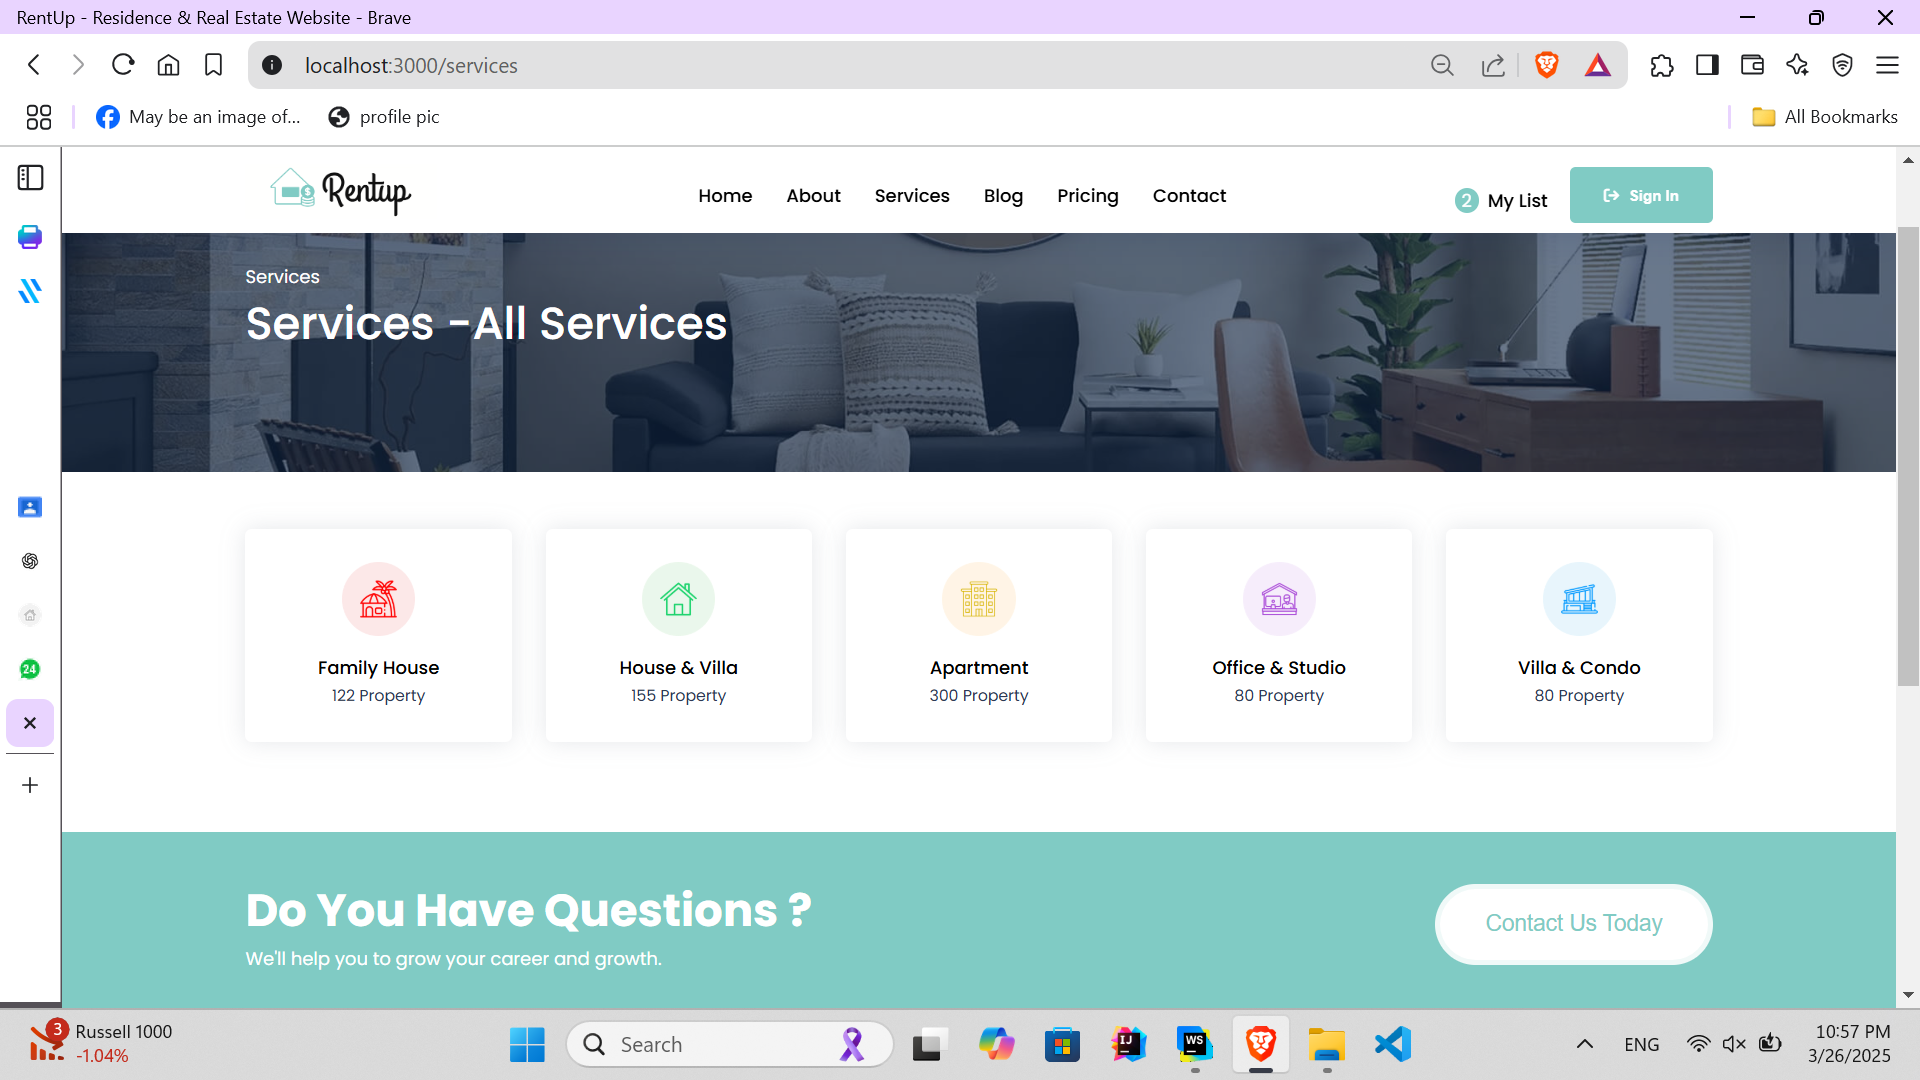 RentUp - Residence & Real Estate Website - Brave
localhost:3000/services
May be an image of...
profile pic
All Bookmarks
Rentup
Home
About
Services
Blog
Pricing
Contact
2
My List
Sign In
Services
Services -All Services
Family House
122 Property
House & Villa
155 Property
Apartment
300 Property
Office & Studio
80 Property
Villa & Condo
80 Property
24
Do You Have Questions ?
We'll help you to grow your career and growth.
Contact Us Today
3
Russell 1000
-1.04%
Search
IJ
WS
ENG
10:57 PM
3/26/2025